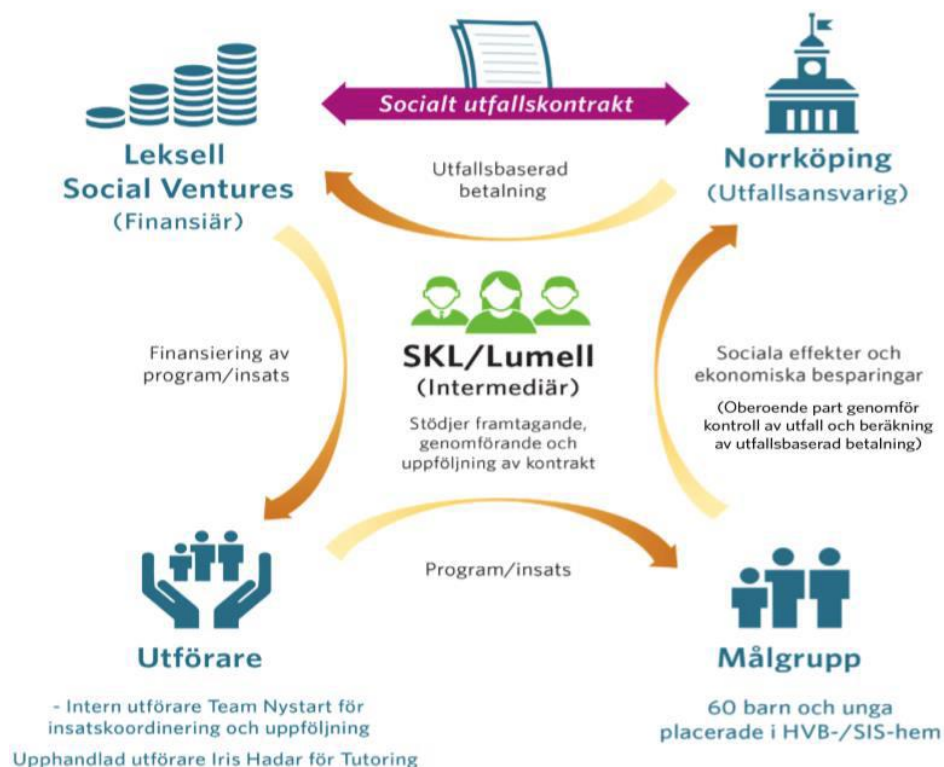 Socialt utfallskontrakt
Leksell
Social Ventures
(Finansiär)
Utfallsbaserad
betalning
Norrköping
(Utfallsansvarig)
Finansiering av
program/insats
SKL/Lumell
(Intermediär)
Stödjer framtagande,
genomförande och
uppföljning av kontrakt
Sociala effekter och
ekonomiska besparingar
(Oberoende part genomför
kontroll av utfall och beräkning
av utfallsbaserad betalning)
Program/insats
Utförare
- Intern utförare Team Nystart för
insatskoordinering och uppföljning
Upphandlad utförare Iris Hadar för Tutoring
Målgrupp
60 barn och unga
placerade i HVB-/SIS-hem